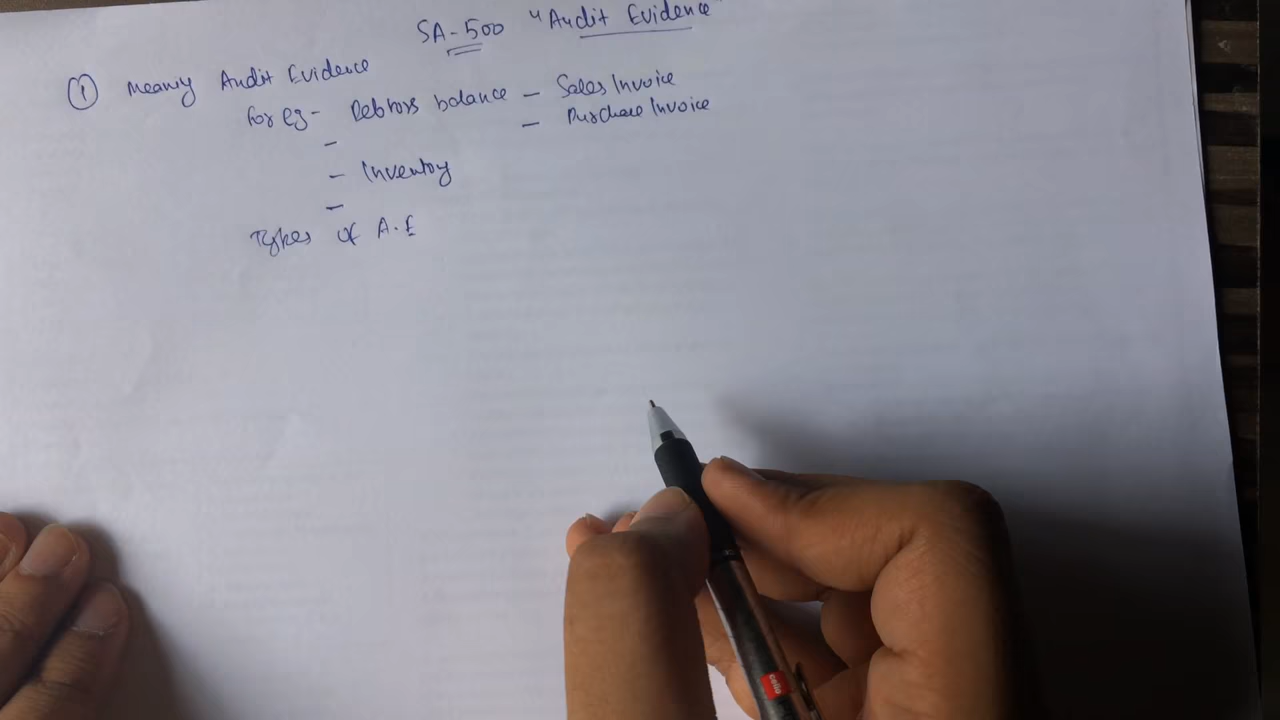 SA-500 "Audit Evidence"
① Meaning Audit Evidence
for eg- Debtors balance - Sales Invoice
- - Purchase Invoice
- Inventory
-
Types of A.E
cello